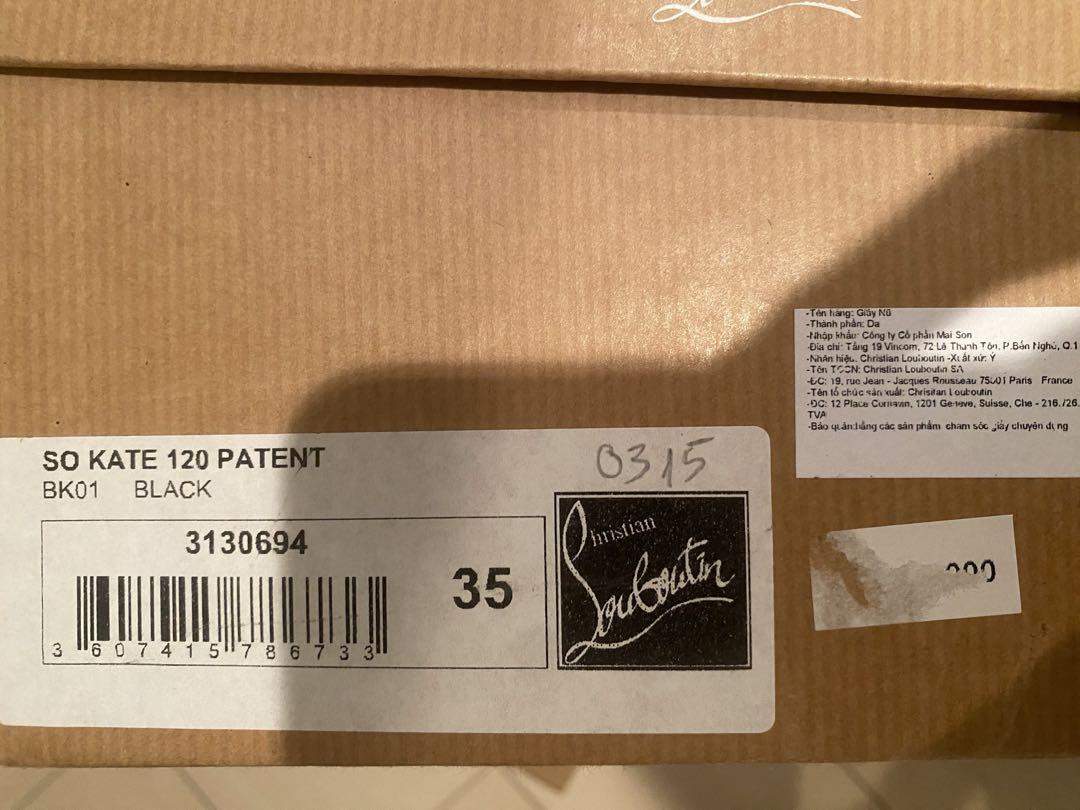 -Tên hàng: Giày Nữ
-Thành phần: Da
-Nhập khẩu: Công ty Cổ phần Mai Son
-Địa chỉ: Tầng 19 Vincom, 72 Lê Thánh Tôn, P.Bến Nghé, Q.1
-Nhãn hiệu: Christian Louboutin -Xuất xứ: Ý
-Tên TCCN: Christian Louboutin SA
-ĐC: 19, rue Jean - Jacques Rousseau 75001 Paris France
-Tên tổ chức sản xuất: Chrisitan Louboutin
-ĐC: 12 Place Cornavin, 1201 Geneve, Suisse, Che - 216./26.
TVA
-Bảo quản:bằng các sản phẩm chăm sóc giày chuyên dụng
SO KATE 120 PATENT
0315
BK01 BLACK
3130694
35
Christian
Louboutin
3 607415 786733